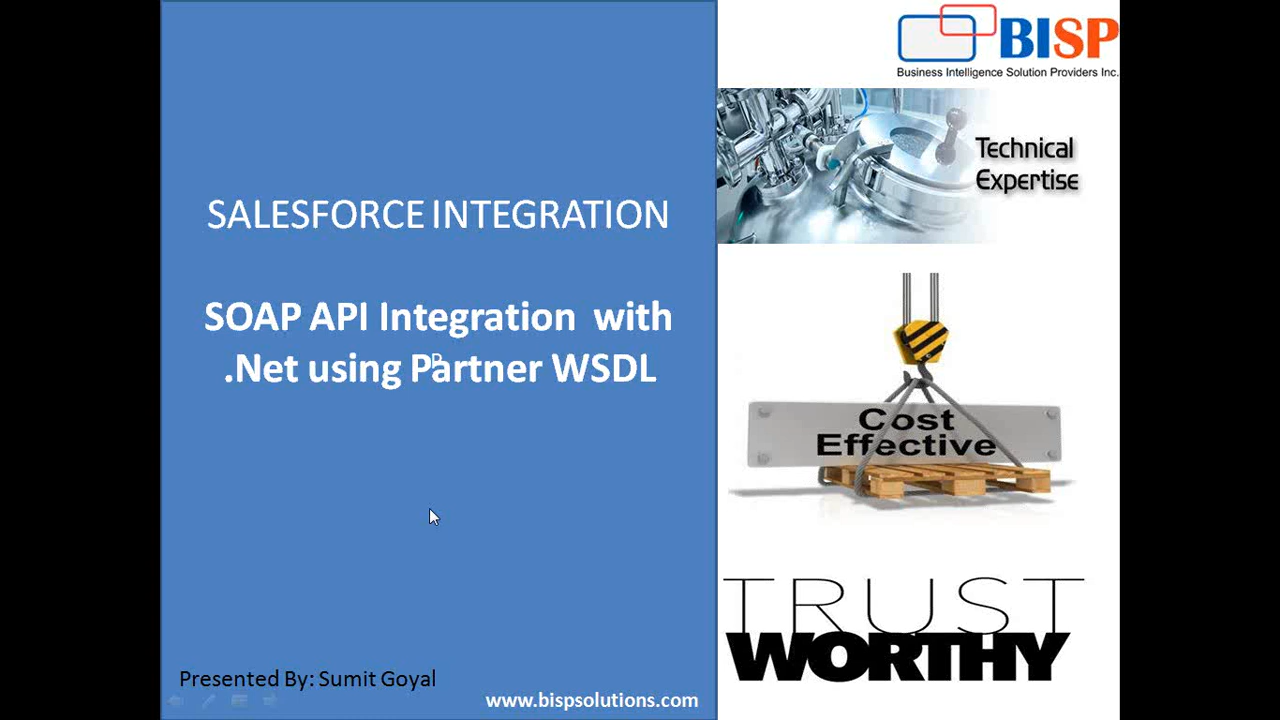 SALESFORCE INTEGRATION
SOAP API Integration with
.Net using Partner WSDL
Presented By: Sumit Goyal
www.bispsolutions.com
BISP
Business Intelligence Solution Providers Inc.
Technical
Expertise
Cost
Effective
TRUST
WORTHY